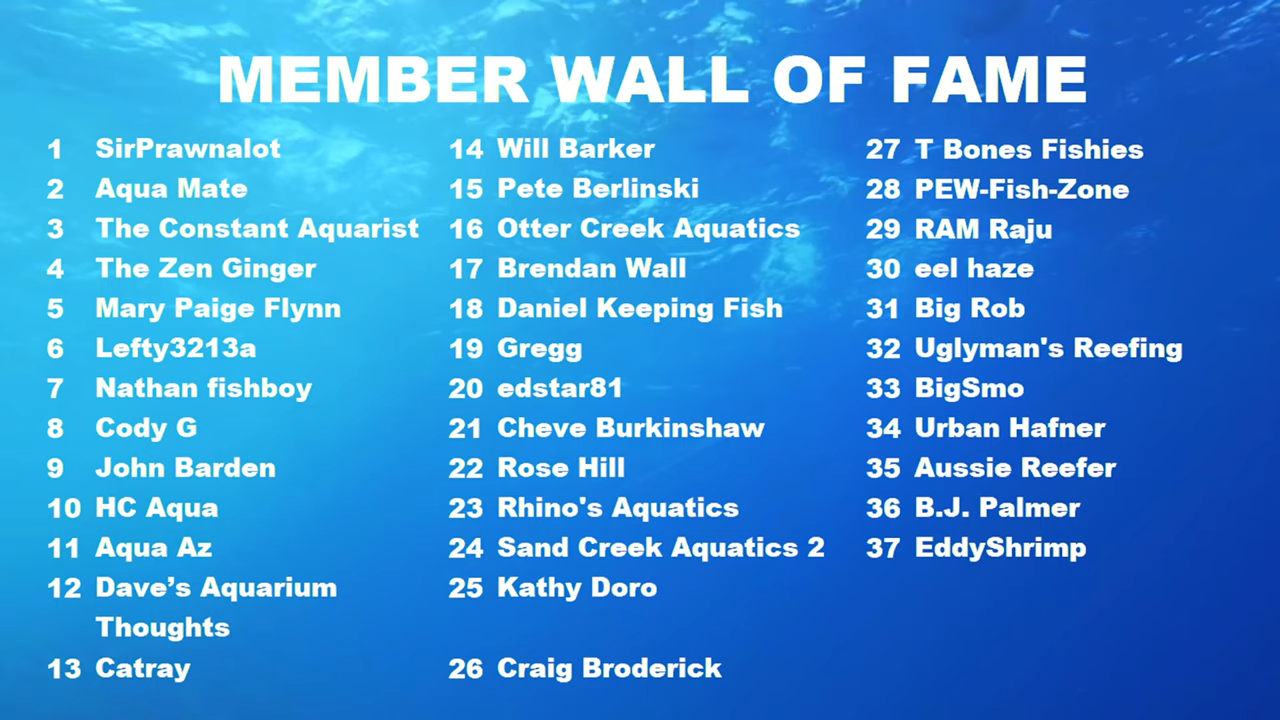 MEMBER WALL OF FAME
1 SirPrawnalot
2 Aqua Mate
3 The Constant Aquarist
4 The Zen Ginger
5 Mary Paige Flynn
6 Lefty3213a
7 Nathan fishboy
8 Cody G
9 John Barden
10 HC Aqua
11 Aqua Az
12 Dave’s Aquarium
Thoughts
13 Catray
14 Will Barker
15 Pete Berlinski
16 Otter Creek Aquatics
17 Brendan Wall
18 Daniel Keeping Fish
19 Gregg
20 edstar81
21 Cheve Burkinshaw
22 Rose Hill
23 Rhino's Aquatics
24 Sand Creek Aquatics 2
25 Kathy Doro
26 Craig Broderick
27 T Bones Fishies
28 PEW-Fish-Zone
29 RAM Raju
30 eel haze
31 Big Rob
32 Uglyman's Reefing
33 BigSmo
34 Urban Hafner
35 Aussie Reefer
36 B.J. Palmer
37 EddyShrimp